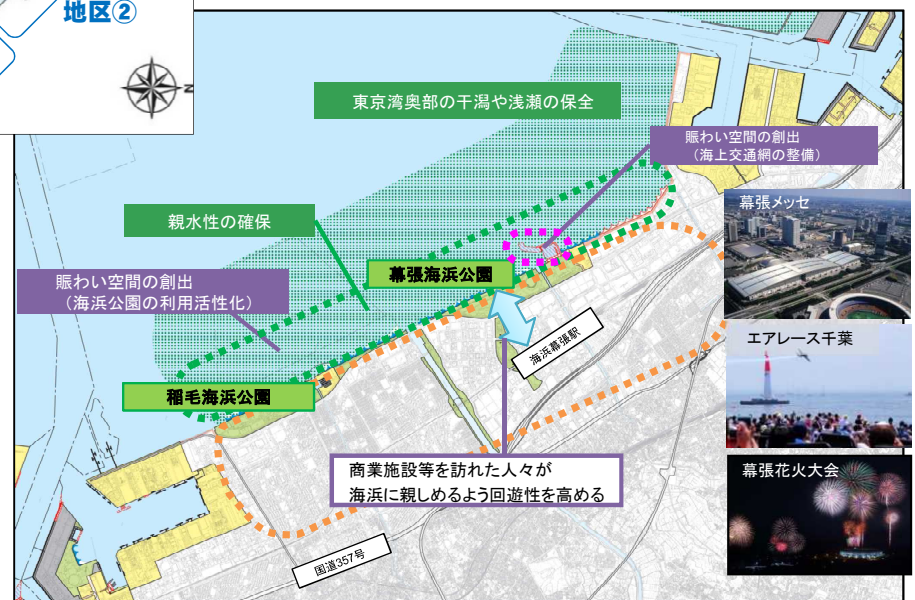 地区②
N
東京湾奥部の干潟や浅瀬の保全
賑わい空間の創出
(海上交通網の整備)
幕張メッセ
親水性の確保
幕張海浜公園
賑わい空間の創出
(海浜公園の利用活性化)
海浜幕張駅
エアレース千葉
稲毛海浜公園
商業施設等を訪れた人々が
海浜に親しめるよう回遊性を高める
幕張花火大会
国道357号